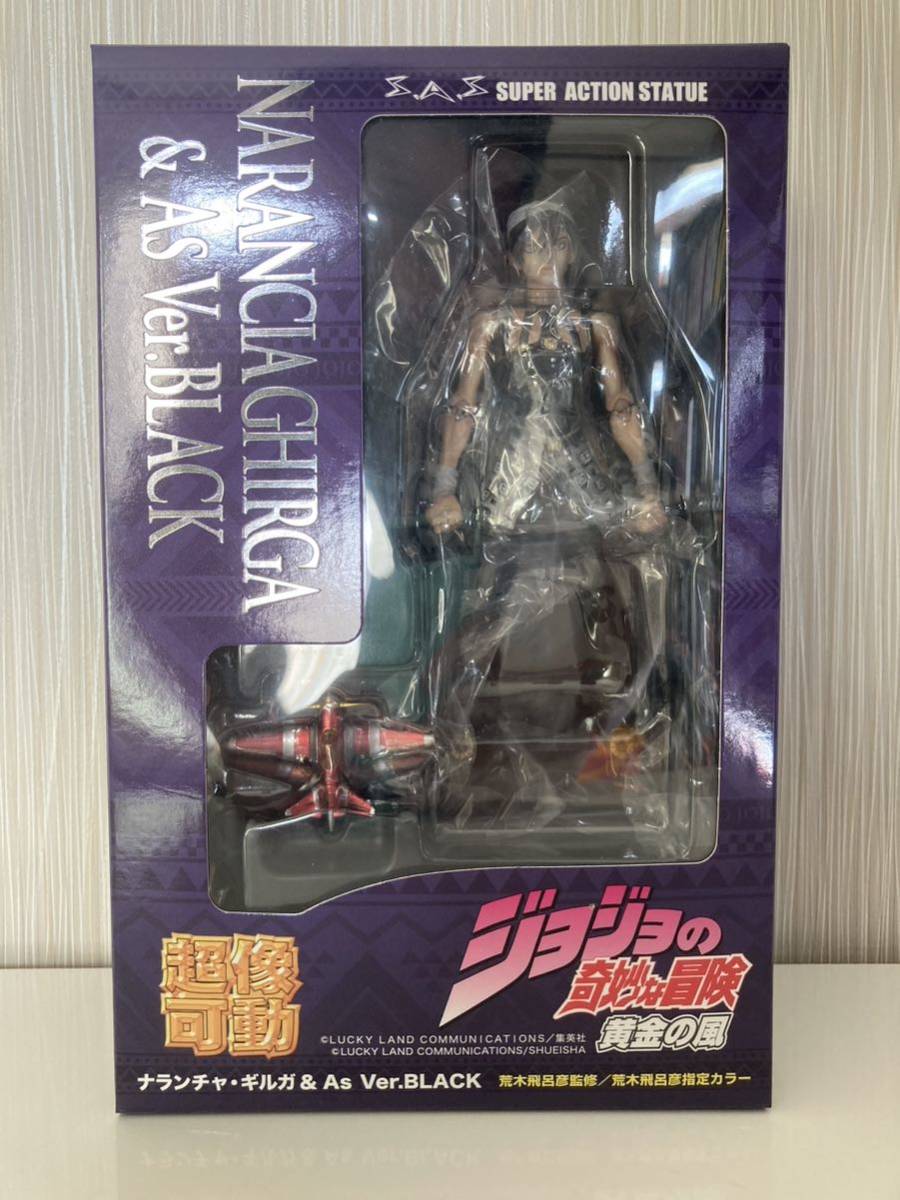 S.A.S SUPER ACTION STATUE
NARANCIA GHIRGA
& AS Ver.BLACK
超像
可動
ジョジョの
奇妙な冒険
黄金の風
©LUCKY LAND COMMUNICATIONS/集英社
©LUCKY LAND COMMUNICATIONS/SHUEISHA
ナランチャ・ギルガ & As Ver.BLACK 荒木飛呂彦監修/荒木飛呂彦指定カラー